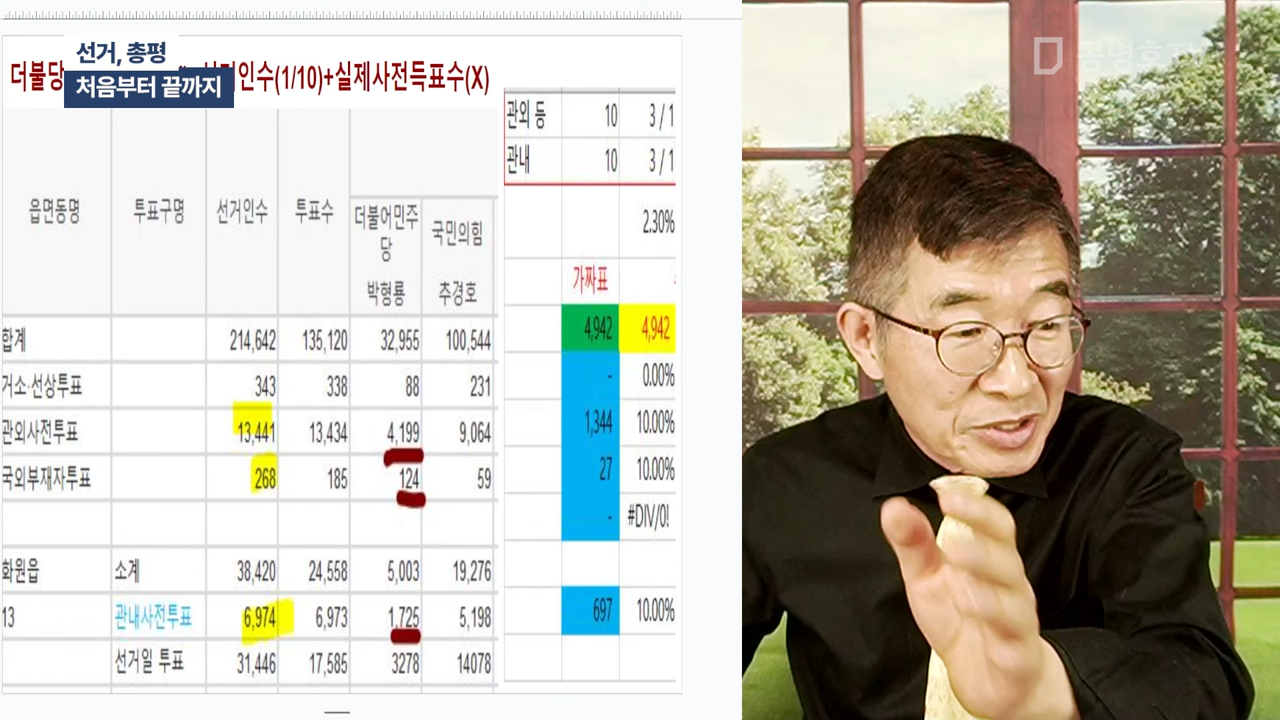 선거, 총평
처음부터 끝까지
더불당 인수(1/10)+실제사전득표수(X)
읍면동명 투표구명 선거인수 투표수 더불어민주당 박형룡 국민의힘 추경호
합계 214,642 135,120 32,955 100,544
거소·선상투표 343 338 88 231
관외사전투표 13,441 13,434 4,199 9,064
국외부재자투표 268 185 124 59
화원읍 소계 38,420 24,558 5,003 19,276
13 관내사전투표 6,974 6,973 1,725 5,198
선거일 투표 31,446 17,585 3278 14078
관외 등 10 3 / 1
관내 10 3 / 1
2.30%
가짜표
4,942 4,942
- 0.00%
1,344 10.00%
27 10.00%
- #DIV/0!
697 10.00%